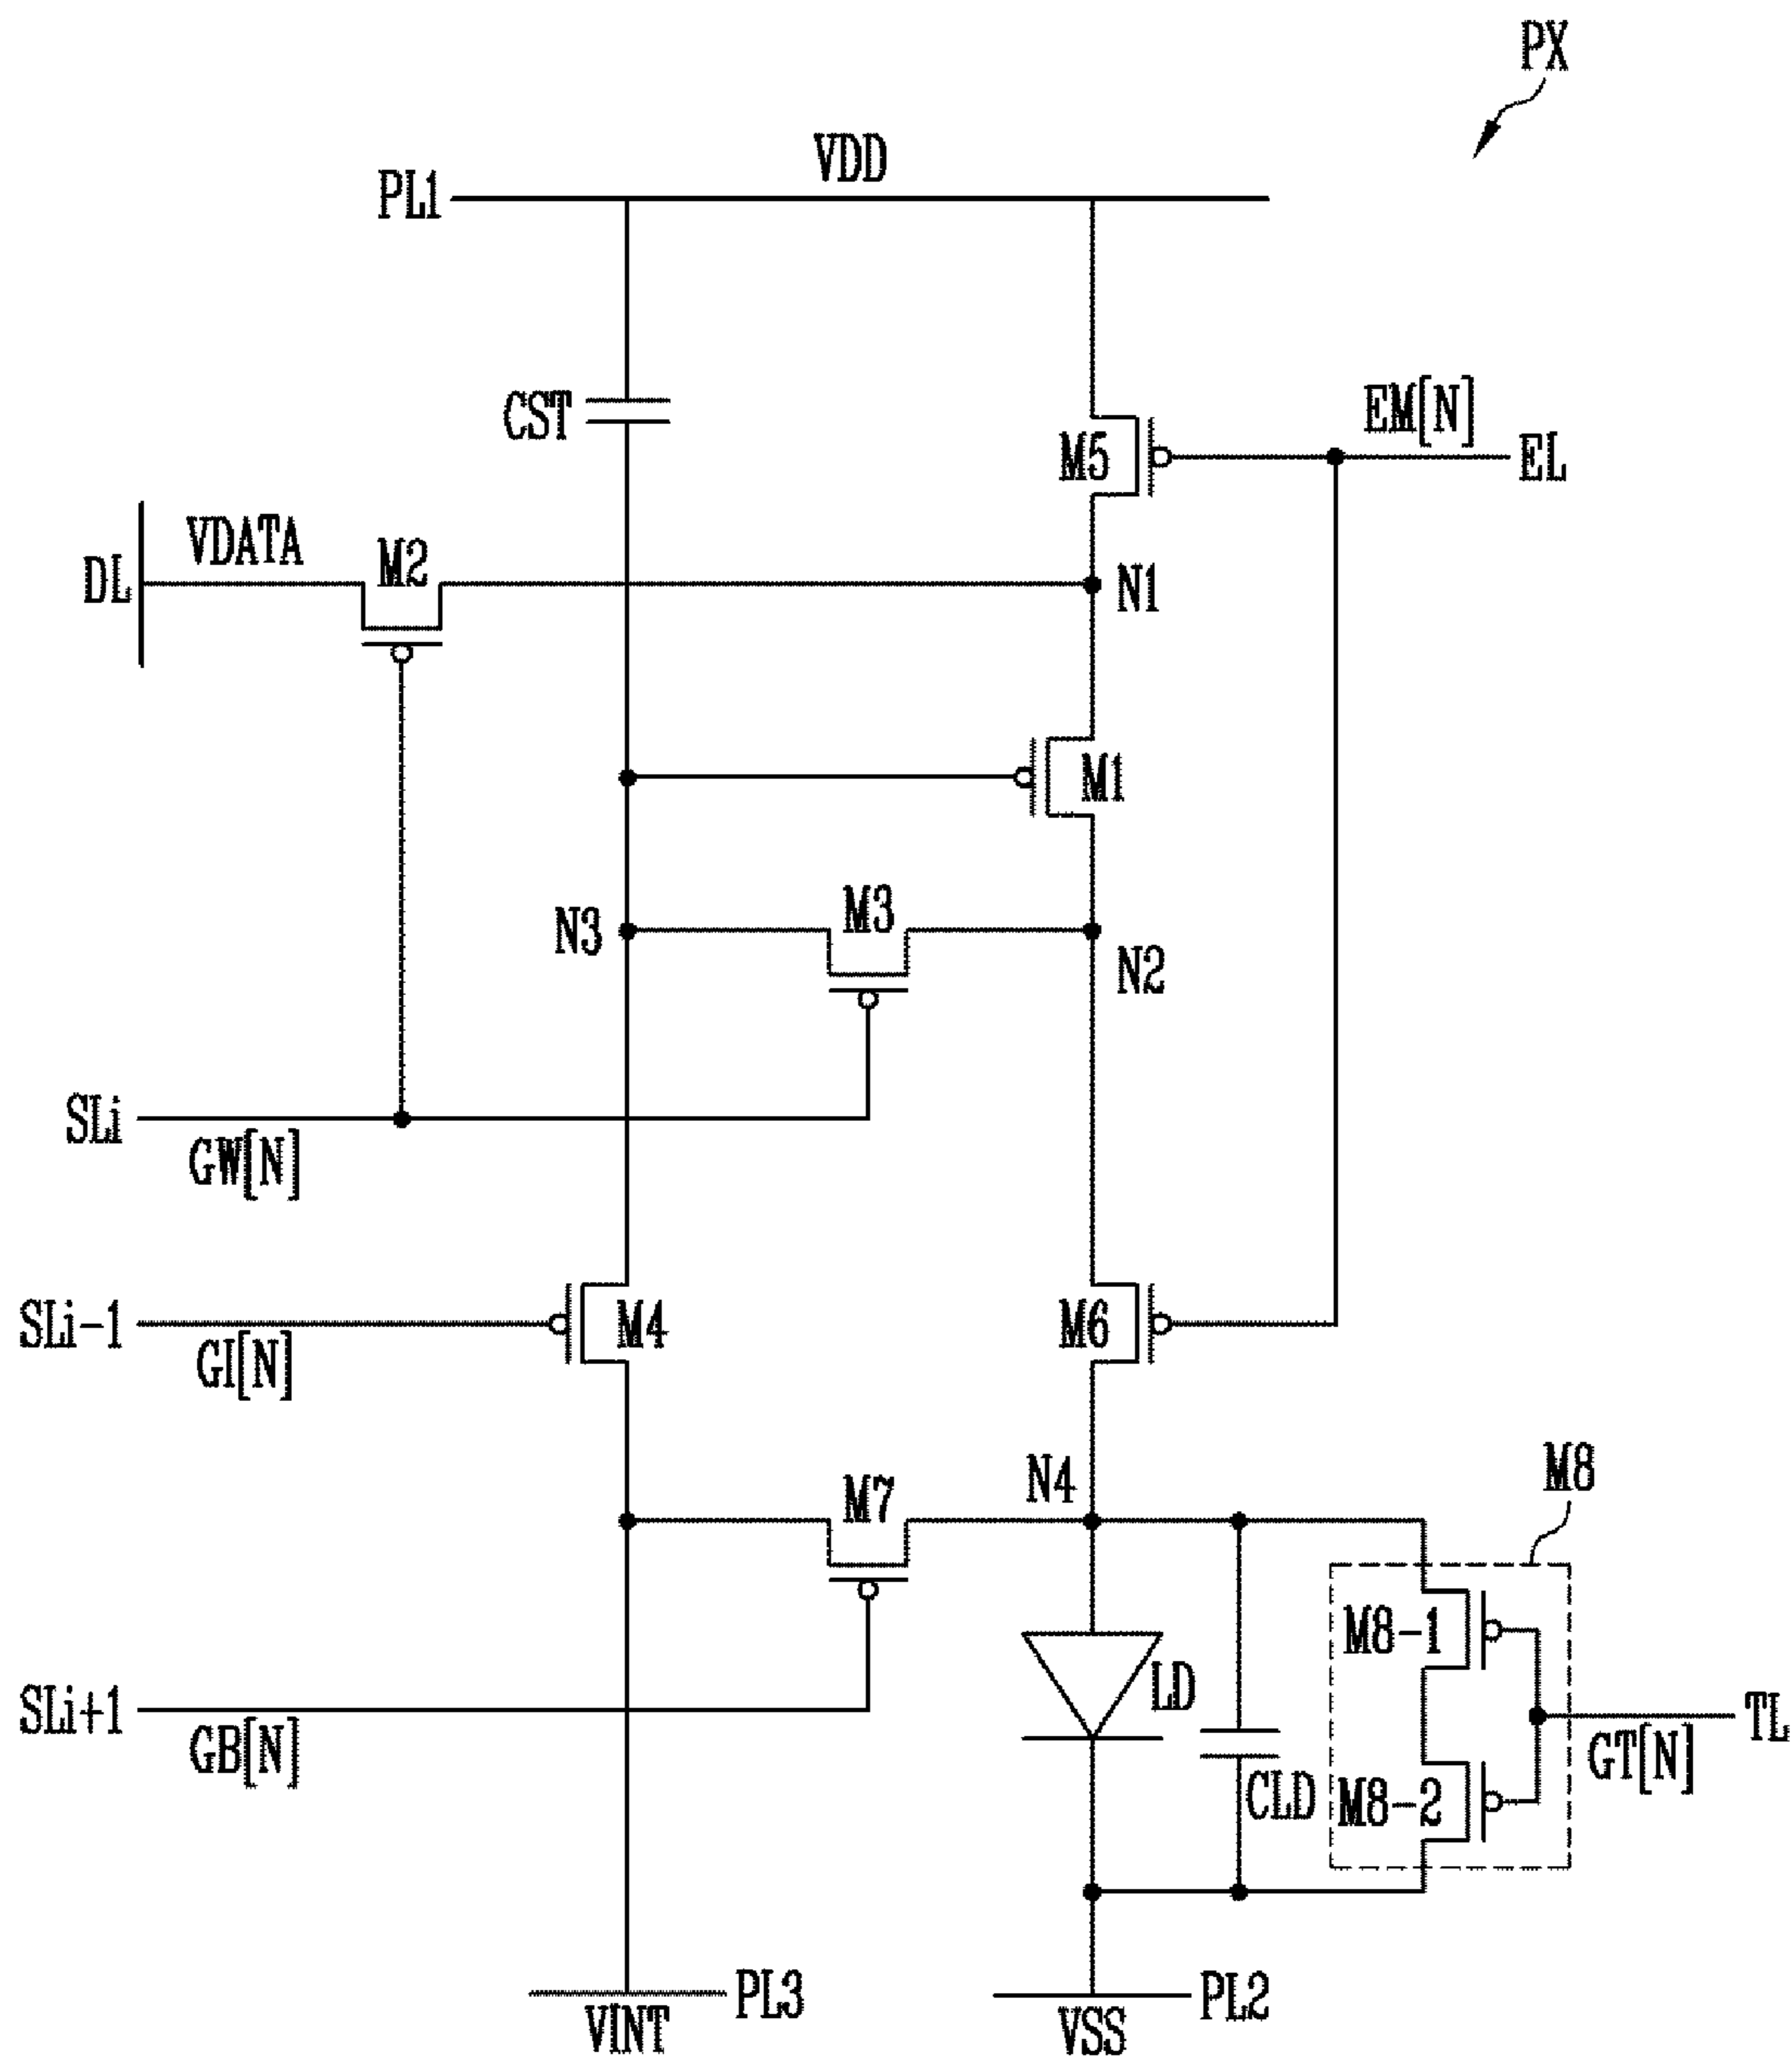 PX
VDD
PL1
CST
M5
EM[N]
EL
DL
VDATA
M2
N1
M1
M3
N3
N2
SLi
GW[N]
SLi-1
GI[N]
M4
M6
M8
N4
M7
M8-1
LD
SLi+1
GB[N]
TL
GT[N]
CLD
M8-2
PL3
VINT
PL2
VSS